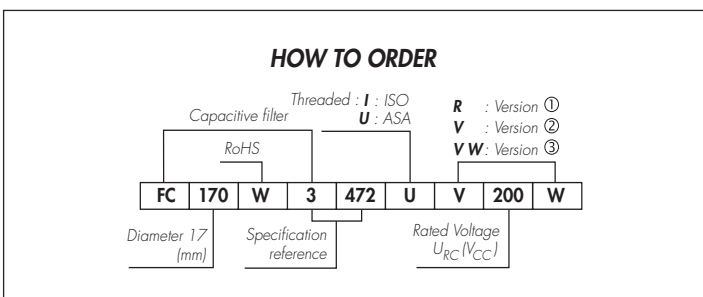 HOW TO ORDER
Threaded : I : ISO
U : ASA
R : Version ①
V : Version ②
V W : Version ③
Capacitive filter
RoHS
FC 170 W 3 472 U V 200 W
Diameter 17
(mm)
Specification
reference
Rated Voltage
URC (VCC)